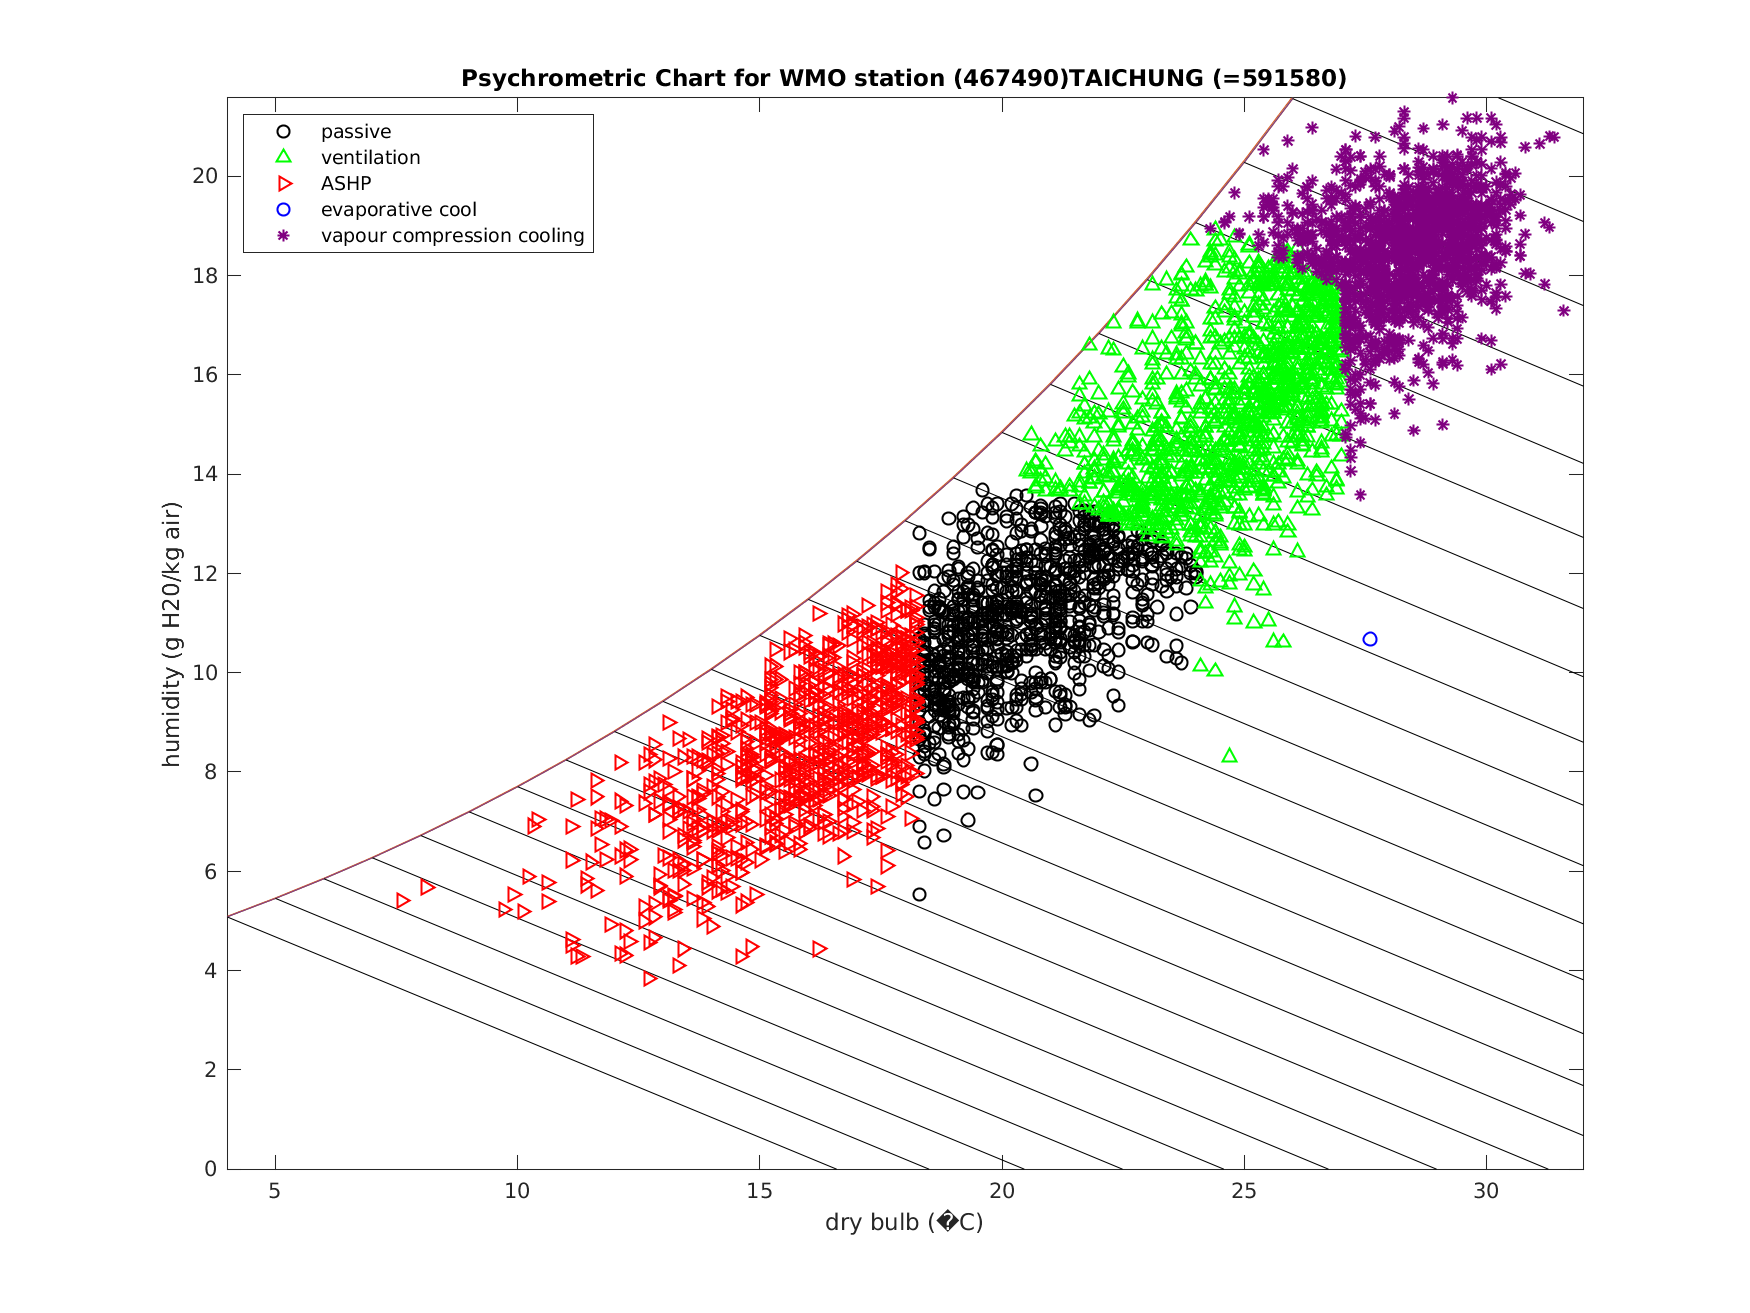 Psychrometric Chart for WMO station (467490)TAICHUNG (=591580)
passive
ventilation
ASHP
evaporative cool
vapour compression cooling
humidity (g H20/kg air)
20
18
16
14
12
10
8
6
4
2
0
5 10 15 20 25 30
dry bulb (�C)